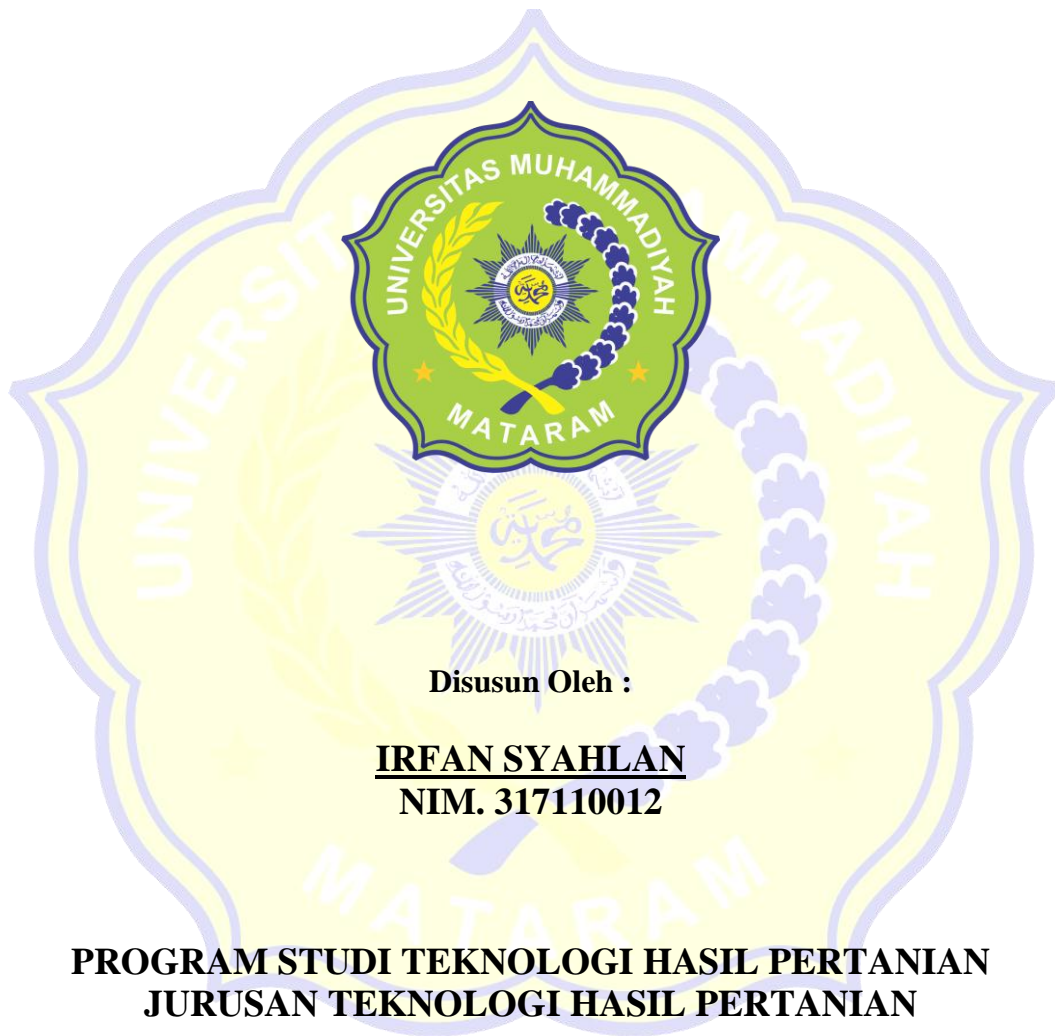 UNIVERSITAS MUHAMMADIYAH
MATARAM
Disusun Oleh :
IRFAN SYAHLAN
NIM. 317110012
PROGRAM STUDI TEKNOLOGI HASIL PERTANIAN
JURUSAN TEKNOLOGI HASIL PERTANIAN